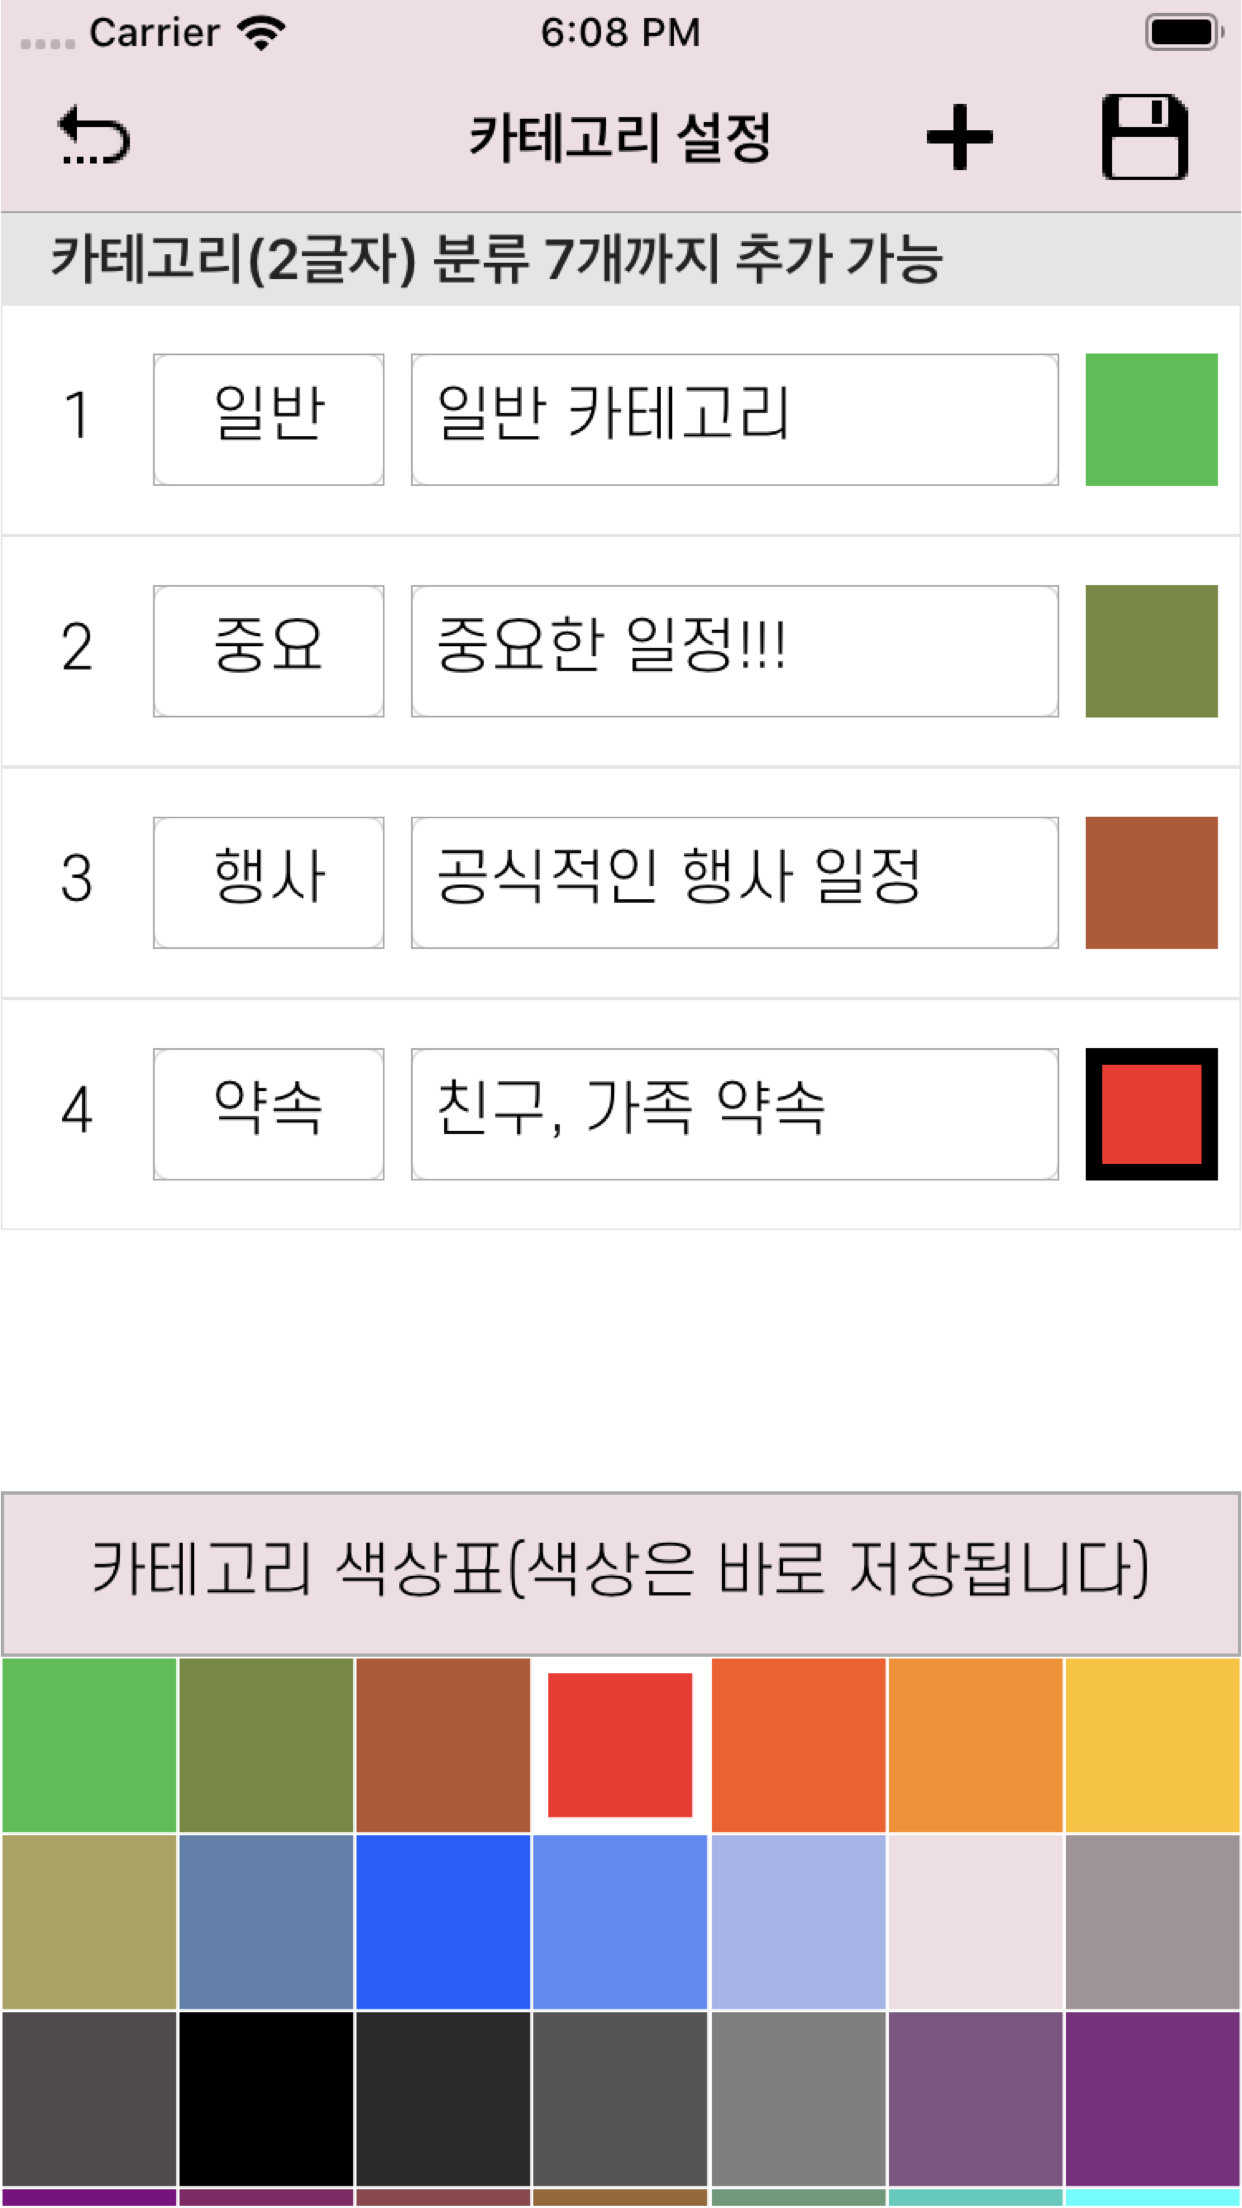 Carrier 6:08 PM
카테고리 설정
카테고리(2글자) 분류 7개까지 추가 가능
1 일반 일반 카테고리
2 중요 중요한 일정!!!
3 행사 공식적인 행사 일정
4 약속 친구, 가족 약속
카테고리 색상표(색상은 바로 저장됩니다)